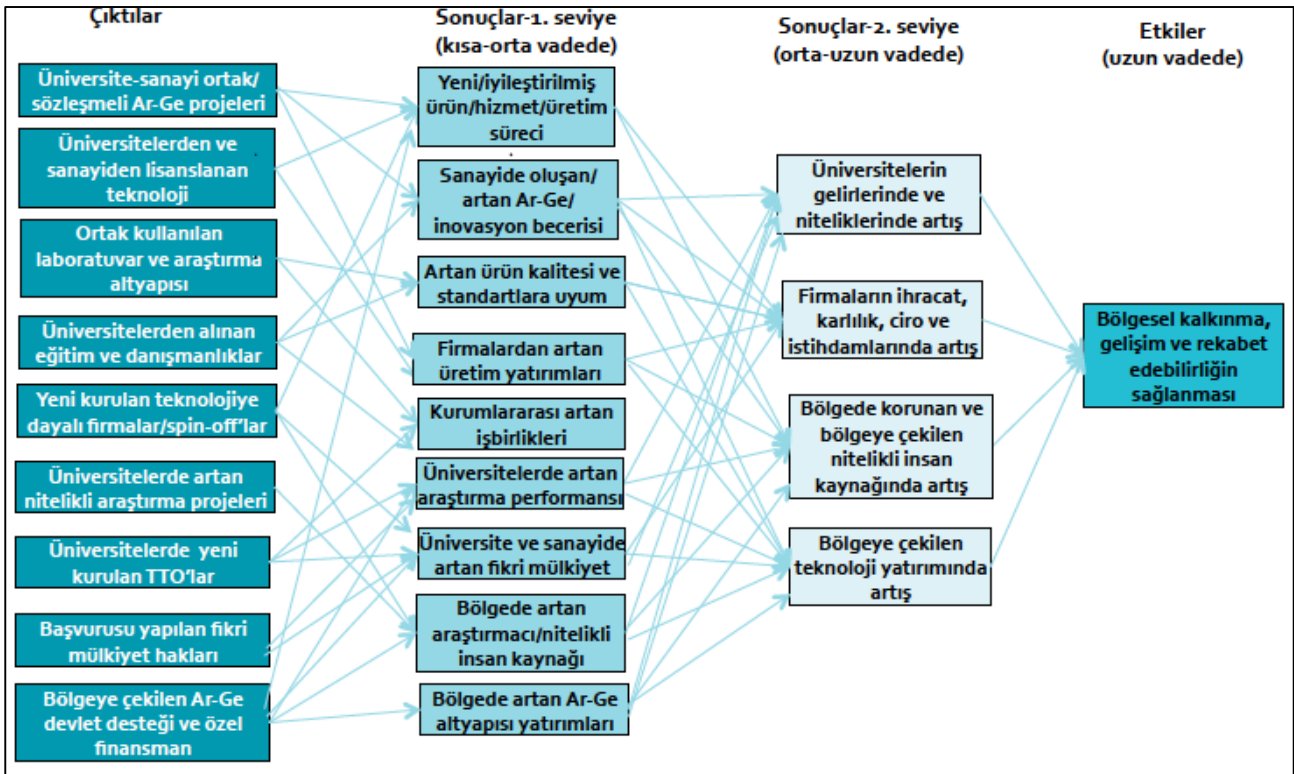 Çıktılar
Sonuçlar-1. seviye
(kısa-orta vadede)
Sonuçlar-2. seviye
(orta-uzun vadede)
Etkiler
(uzun vadede)
Üniversite-sanayi ortak/
sözleşmeli Ar-Ge projeleri
Üniversitelerden ve
sanayiden lisanslanan
teknoloji
Ortak kullanılan
laboratuvar ve araştırma
altyapısı
Üniversitelerden alınan
eğitim ve danışmanlıklar
Yeni kurulan teknolojiye
dayalı firmalar/spin-off'lar
Üniversitelerde artan
nitelikli araştırma projeleri
Üniversitelerde yeni
kurulan TTO'lar
Başvurusu yapılan fikri
mülkiyet hakları
Bölgeye çekilen Ar-Ge
devlet desteği ve özel
finansman
Yeni/iyileştirilmiş
ürün/hizmet/üretim
süreci
Sanayide oluşan/
artan Ar-Ge/
inovasyon becerisi
Artan ürün kalitesi ve
standartlara uyum
Firmalardan artan
üretim yatırımları
Kurumlararası artan
işbirlikleri
Üniversitelerde artan
araştırma performansı
Üniversite ve sanayide
artan fikri mülkiyet
Bölgede artan
araştırmacı/nitelikli
insan kaynağı
Bölgede artan Ar-Ge
altyapısı yatırımları
Üniversitelerin
gelirlerinde ve
niteliklerinde artış
Firmaların ihracat,
karlılık, ciro ve
istihdamlarında artış
Bölgede korunan ve
bölgeye çekilen
nitelikli insan
kaynağında artış
Bölgeye çekilen
teknoloji yatırımında
artış
Bölgesel kalkınma,
gelişim ve rekabet
edebilirliğin
sağlanması